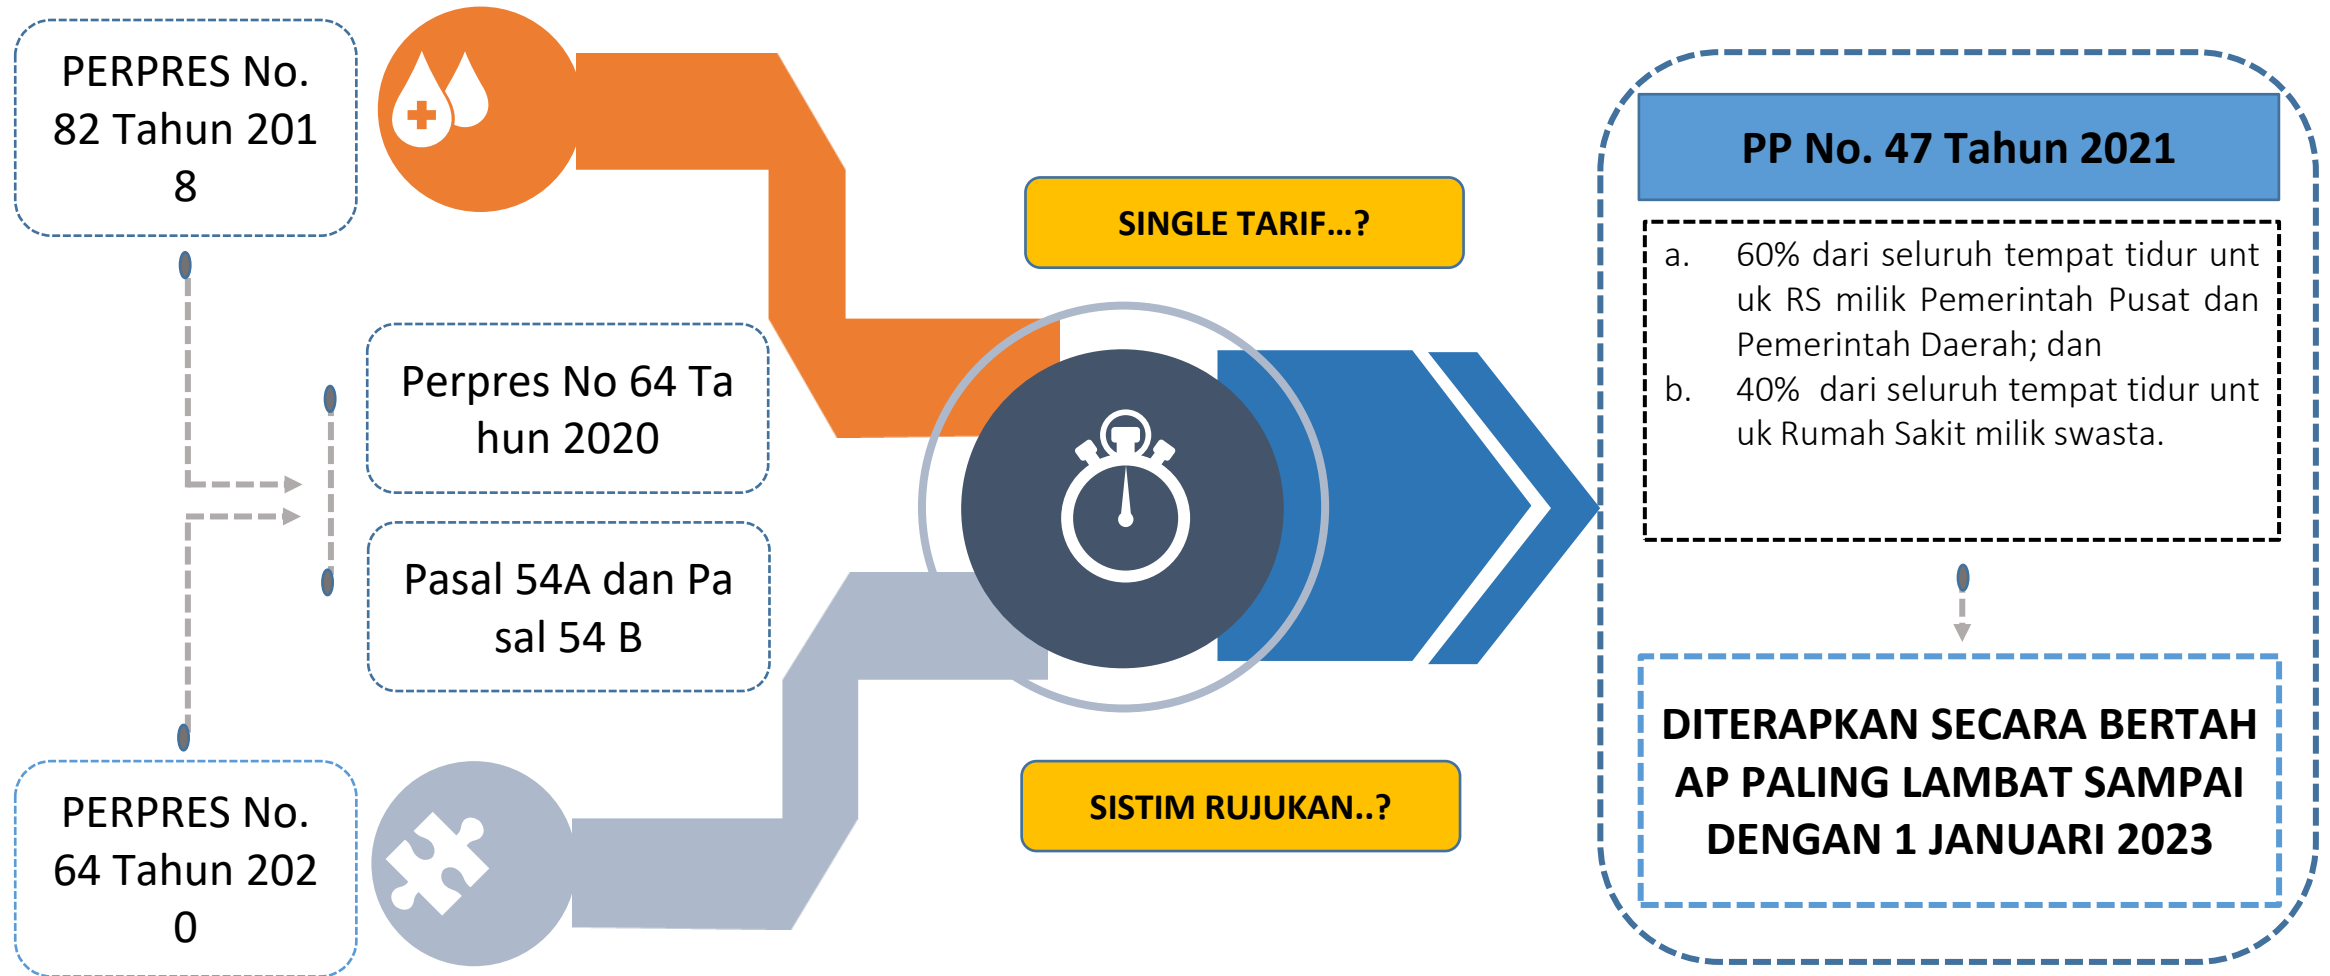 PERPRES No.
82 Tahun 201
8
Perpres No 64 Ta
hun 2020
Pasal 54A dan Pa
sal 54 B
PERPRES No.
64 Tahun 202
0
SINGLE TARIF...?
SISTIM RUJUKAN..?
PP No. 47 Tahun 2021
a. 60% dari seluruh tempat tidur unt
uk RS milik Pemerintah Pusat dan
Pemerintah Daerah; dan
b. 40% dari seluruh tempat tidur unt
uk Rumah Sakit milik swasta.
DITERAPKAN SECARA BERTAH
AP PALING LAMBAT SAMPAI
DENGAN 1 JANUARI 2023